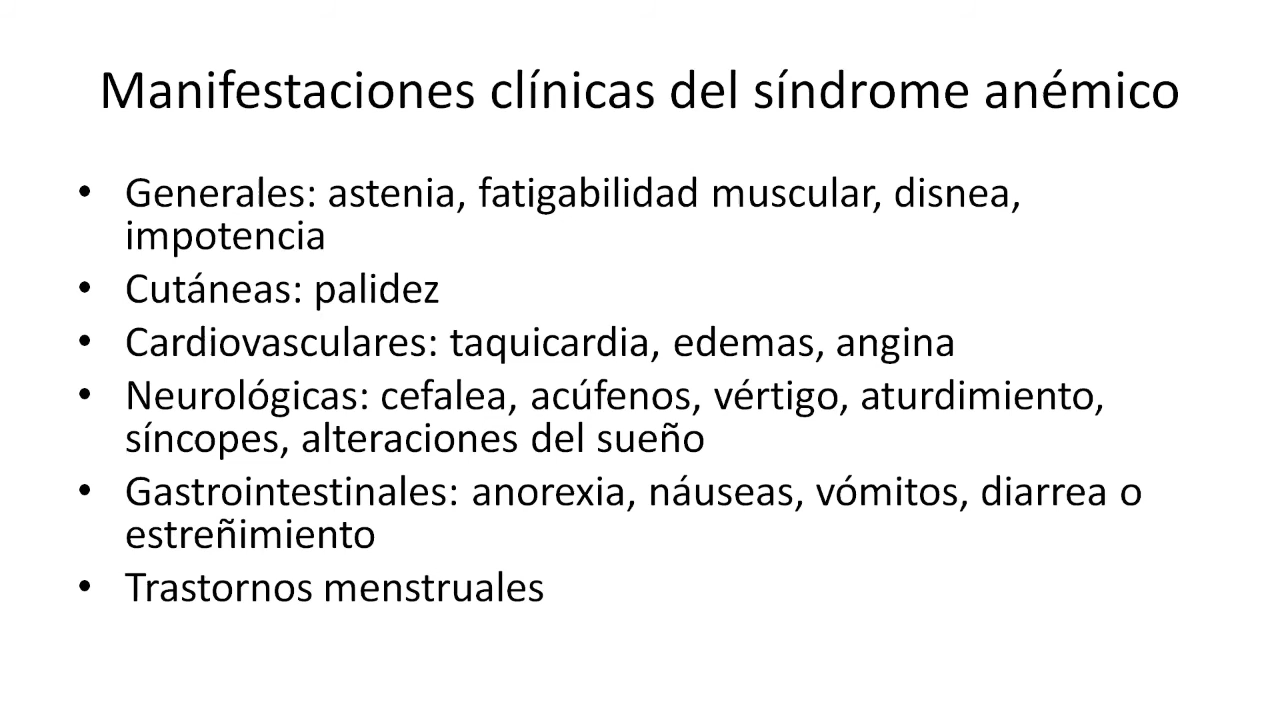 Manifestaciones clínicas del síndrome anémico
• Generales: astenia, fatigabilidad muscular, disnea,
impotencia
• Cutáneas: palidez
• Cardiovasculares: taquicardia, edemas, angina
• Neurológicas: cefalea, acúfenos, vértigo, aturdimiento,
síncopes, alteraciones del sueño
• Gastrointestinales: anorexia, náuseas, vómitos, diarrea o
estreñimiento
• Trastornos menstruales